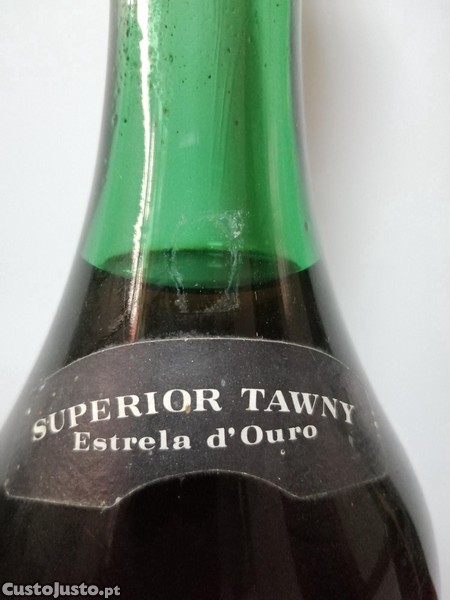 SUPERIOR TAWNY
Estrela d'Ouro
CustoJusto.pt